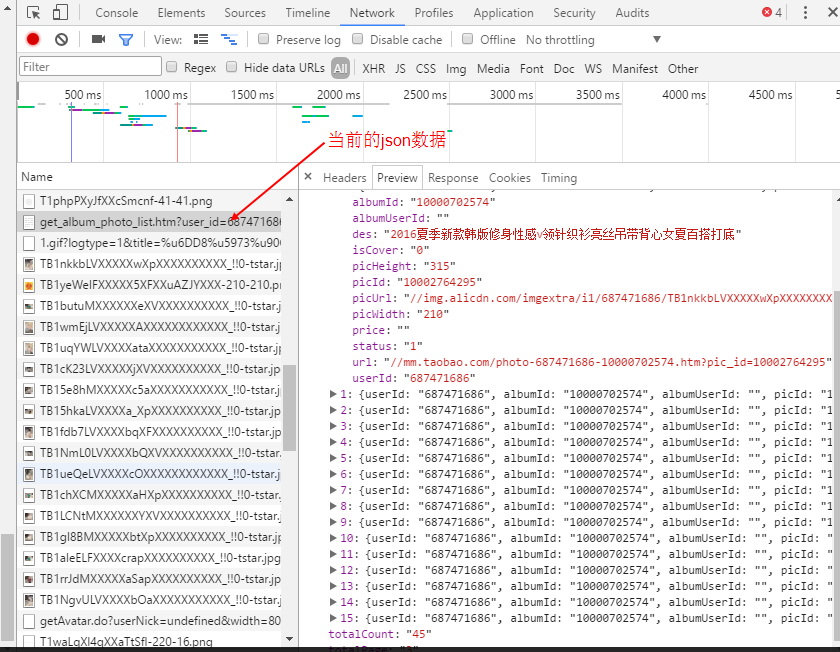 Console Elements Sources Timeline Network Profiles Application Security Audits 4
View: Preserve log Disable cache Offline No throttling
Filter Regex Hide data URLs All XHR JS CSS Img Media Font Doc WS Manifest Other
500 ms 1000 ms 1500 ms 2000 ms 2500 ms 3000 ms 3500 ms 4000 ms 4500 ms
当前的json数据
Name
T1phpPXyJfXXcSmcnf-41-41.png
get_album_photo_list.htm?user_id=687471686
1.gif?logtype=1&title=%u6DD8%u5973%u90
TB1nkkbLVXXXXXwXpXXXXXXXXXX_!!0-tstar.jp
TB1yeWeIFXXXXX5XFXXuAZJYXXX-210-210.pn
TB1butuMXXXXXXeXVXXXXXXXXXX_!!0-tstar.jp
TB1wmEjLVXXXXXAXXXXXXXXXXXX_!!0-tstar.jp
TB1uqYWLVXXXXataXXXXXXXXXXX_!!0-tstar.jp
TB1cK23LVXXXXXjXVXXXXXXXXXX_!!0-tstar.jp
TB15e8hMXXXXXc5aXXXXXXXXXXX_!!0-tstar.jp
TB15hkaLVXXXXa_XpXXXXXXXXXX_!!0-tstar.jp
TB1fdb7LVXXXXbqXFXXXXXXXXXX_!!0-tstar.jp
TB1NmL0LVXXXXbQXVXXXXXXXXXX_!!0-tstar.jp
TB1ueQeLVXXXXcOXXXXXXXXXXXX_!!0-tstar.j
TB1chXCMXXXXXaHXpXXXXXXXXXX_!!0-tstar.jp
TB1LCNtMXXXXXXYXVXXXXXXXXXX_!!0-tstar.jp
TB1gI8BMXXXXXbtXpXXXXXXXXXX_!!0-tstar.jp
TB1aleELFXXXXcrapXXXXXXXXXX_!!0-tstar.jpg
TB1rrJdMXXXXXaSapXXXXXXXXXX_!!0-tstar.jp
TB1NgvULVXXXXbOaXXXXXXXXXXX_!!0-tstar.jp
getAvatar.do?userNick=undefined&width=80
T1waLqXl4qXXaTtSfl-220-16.png
Headers Preview Response Cookies Timing
albumId: "10000702574"
albumUserId: ""
des: "2016夏季新款韩版修身性感v领针织衫亮丝吊带背心女夏百搭打底"
isCover: "0"
picHeight: "315"
picId: "10002764295"
picUrl: "//img.alicdn.com/imgextra/i1/687471686/TB1nkkbLVXXXXXwXpXXXXXXXX
picWidth: "210"
price: ""
status: "1"
url: "//mm.taobao.com/photo-687471686-10000702574.htm?pic_id=10002764295"
userId: "687471686"
1: {userId: "687471686", albumId: "10000702574", albumUserId: "", picId: "1
2: {userId: "687471686", albumId: "10000702574", albumUserId: "", picId: "1
3: {userId: "687471686", albumId: "10000702574", albumUserId: "", picId: "1
4: {userId: "687471686", albumId: "10000702574", albumUserId: "", picId: "1
5: {userId: "687471686", albumId: "10000702574", albumUserId: "", picId: "1
6: {userId: "687471686", albumId: "10000702574", albumUserId: "", picId: "1
7: {userId: "687471686", albumId: "10000702574", albumUserId: "", picId: "1
8: {userId: "687471686", albumId: "10000702574", albumUserId: "", picId: "1
9: {userId: "687471686", albumId: "10000702574", albumUserId: "", picId: "1
10: {userId: "687471686", albumId: "10000702574", albumUserId: "", picId:
11: {userId: "687471686", albumId: "10000702574", albumUserId: "", picId:
12: {userId: "687471686", albumId: "10000702574", albumUserId: "", picId:
13: {userId: "687471686", albumId: "10000702574", albumUserId: "", picId:
14: {userId: "687471686", albumId: "10000702574", albumUserId: "", picId:
15: {userId: "687471686", albumId: "10000702574", albumUserId: "", picId:
totalCount: "45"